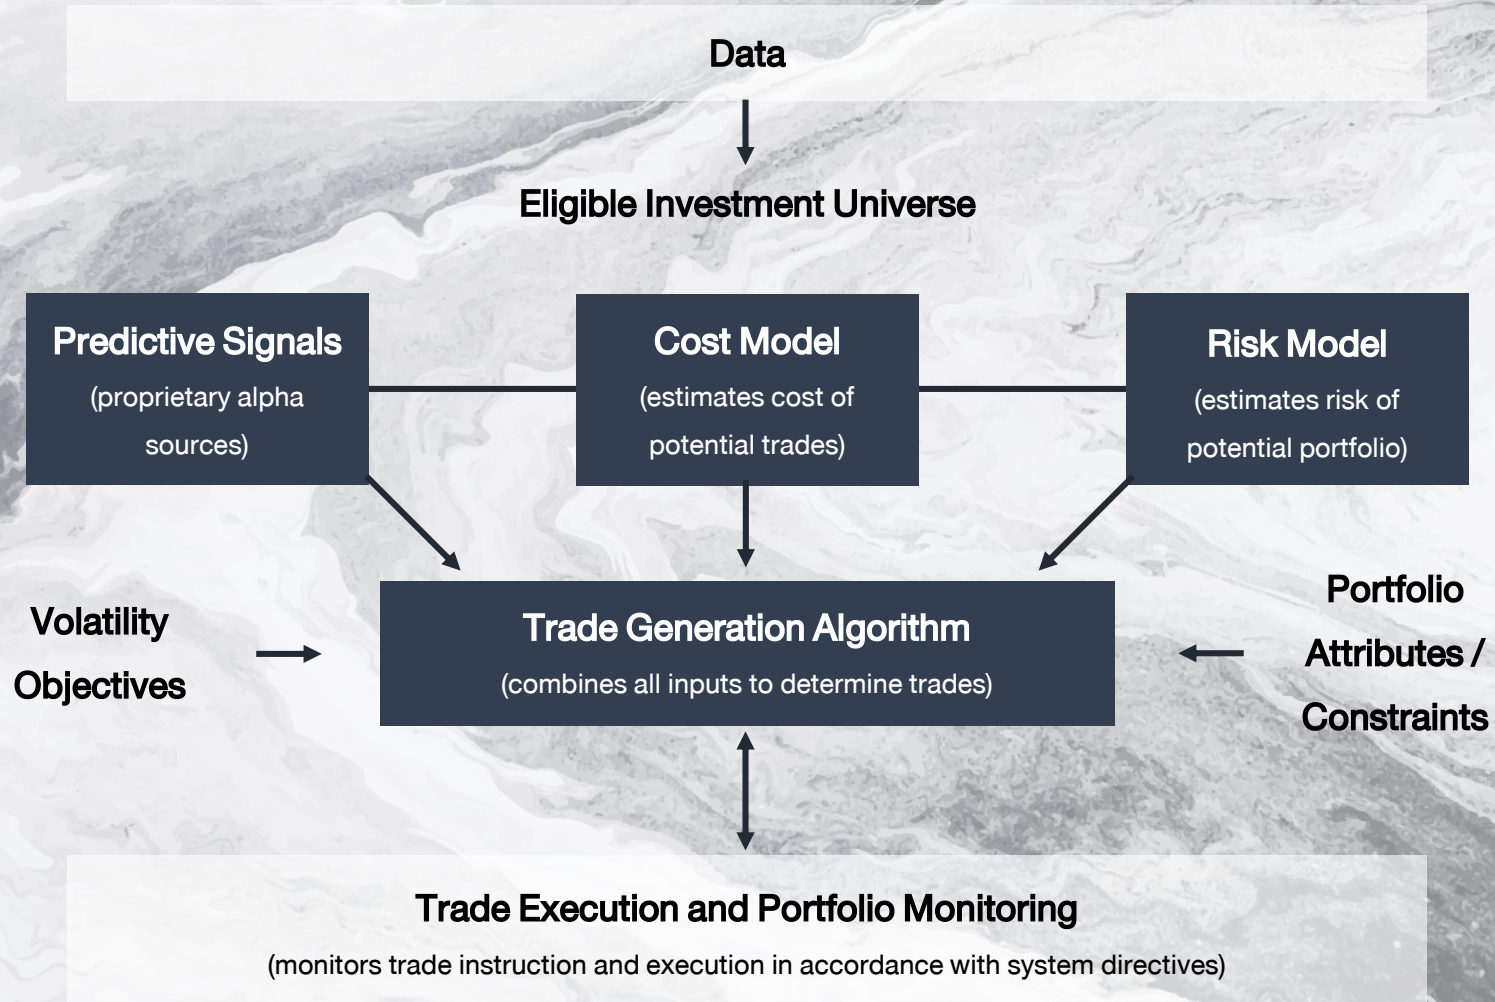 Data
Eligible Investment Universe
Predictive Signals
(proprietary alpha
sources)
Cost Model
(estimates cost of
potential trades)
Risk Model
(estimates risk of
potential portfolio)
Volatility
Objectives
Trade Generation Algorithm
(combines all inputs to determine trades)
Portfolio
Attributes /
Constraints
Trade Execution and Portfolio Monitoring
(monitors trade instruction and execution in accordance with system directives)